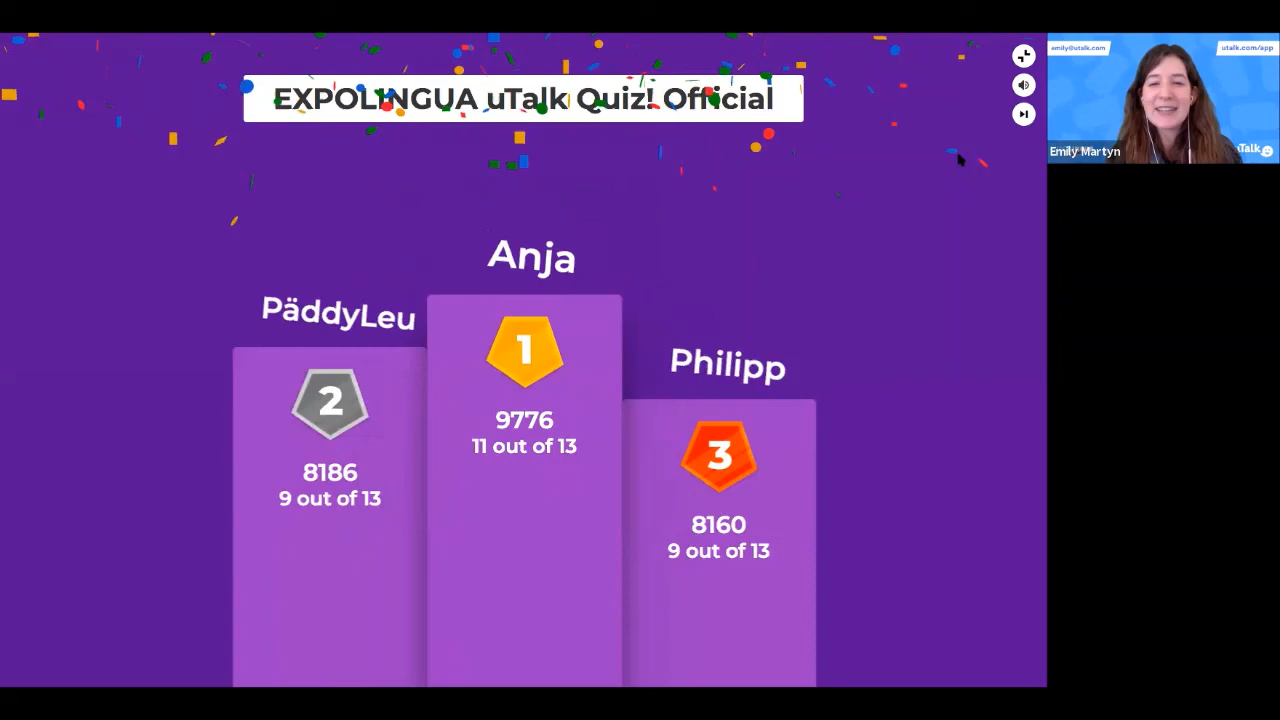 EXPOLINGUA uTalk Quiz! Official
emily@utalk.com
utalk.com/app
Emily Martyn
Talk
Anja
PäddyLeu
Philipp
1
9776
11 out of 13
2
8186
9 out of 13
3
8160
9 out of 13